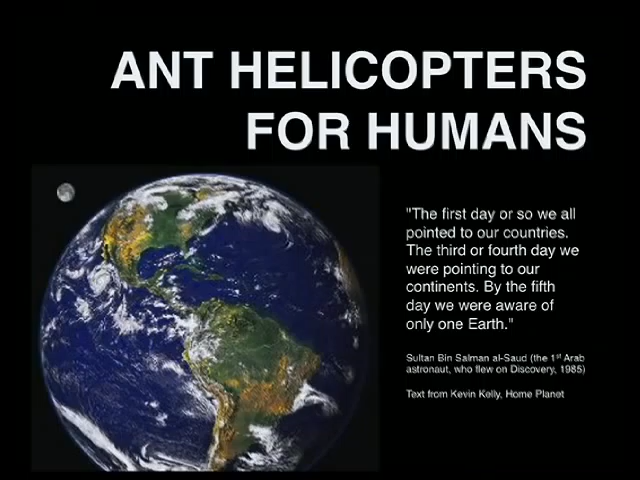 ANT HELICOPTERS
FOR HUMANS
"The first day or so we all
pointed to our countries.
The third or fourth day we
were pointing to our
continents. By the fifth
day we were aware of
only one Earth."
Sultan Bin Salman al-Saud (the 1st Arab
astronaut, who flew on Discovery, 1985)
Text from Kevin Kelly, Home Planet